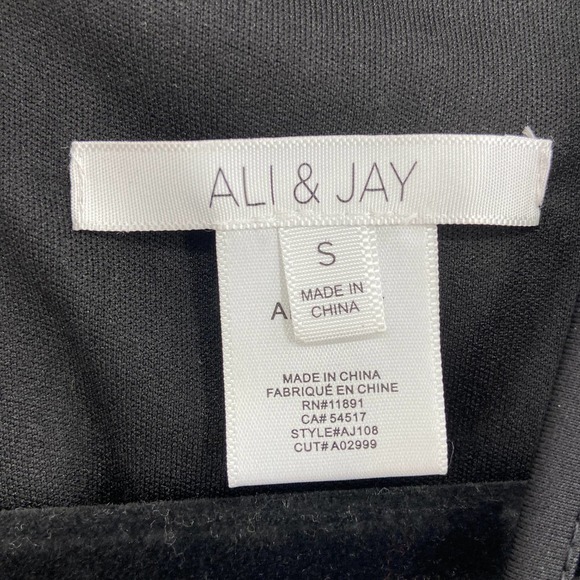 ALI & JAY
S
MADE IN
CHINA
MADE IN CHINA
FABRIQUÉ EN CHINE
RN#11891
CA# 54517
STYLE#AJ108
CUT#A02999